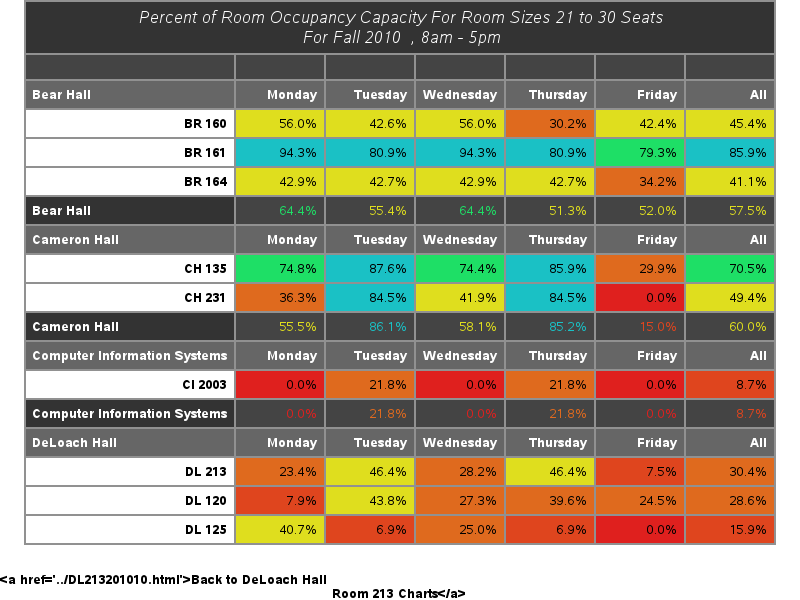 Percent of Room Occupancy Capacity For Room Sizes 21 to 30 Seats
For Fall 2010 , 8am - 5pm
Bear Hall Monday Tuesday Wednesday Thursday Friday All
BR 160 56.0% 42.6% 56.0% 30.2% 42.4% 45.4%
BR 161 94.3% 80.9% 94.3% 80.9% 79.3% 85.9%
BR 164 42.9% 42.7% 42.9% 42.7% 34.2% 41.1%
Bear Hall 64.4% 55.4% 64.4% 51.3% 52.0% 57.5%
Cameron Hall Monday Tuesday Wednesday Thursday Friday All
CH 135 74.8% 87.6% 74.4% 85.9% 29.9% 70.5%
CH 231 36.3% 84.5% 41.9% 84.5% 0.0% 49.4%
Cameron Hall 55.5% 86.1% 58.1% 85.2% 15.0% 60.0%
Computer Information Systems Monday Tuesday Wednesday Thursday Friday All
CI 2003 0.0% 21.8% 0.0% 21.8% 0.0% 8.7%
Computer Information Systems 0.0% 21.8% 0.0% 21.8% 0.0% 8.7%
DeLoach Hall Monday Tuesday Wednesday Thursday Friday All
DL 213 23.4% 46.4% 28.2% 46.4% 7.5% 30.4%
DL 120 7.9% 43.8% 27.3% 39.6% 24.5% 28.6%
DL 125 40.7% 6.9% 25.0% 6.9% 0.0% 15.9%
<a href='../DL213201010.html'>Back to DeLoach Hall
Room 213 Charts</a>